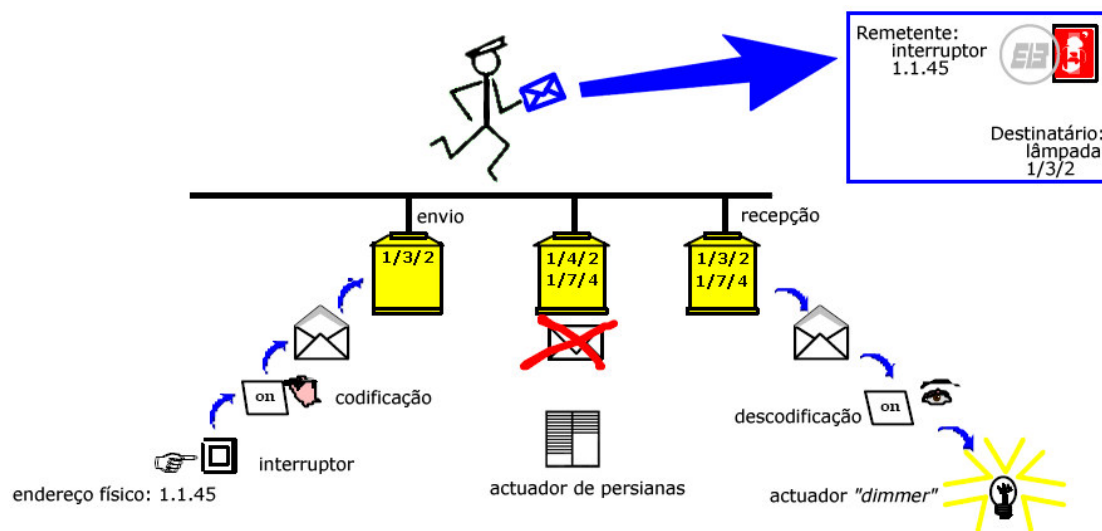 Remetente:
interruptor
1.1.45
EIB
Destinatário:
lâmpada
1/3/2
envio
recepção
1/3/2
1/4/2
1/7/4
1/3/2
1/7/4
on
codificação
descodificação
on
interruptor
endereço físico: 1.1.45
actuador de persianas
actuador "dimmer"